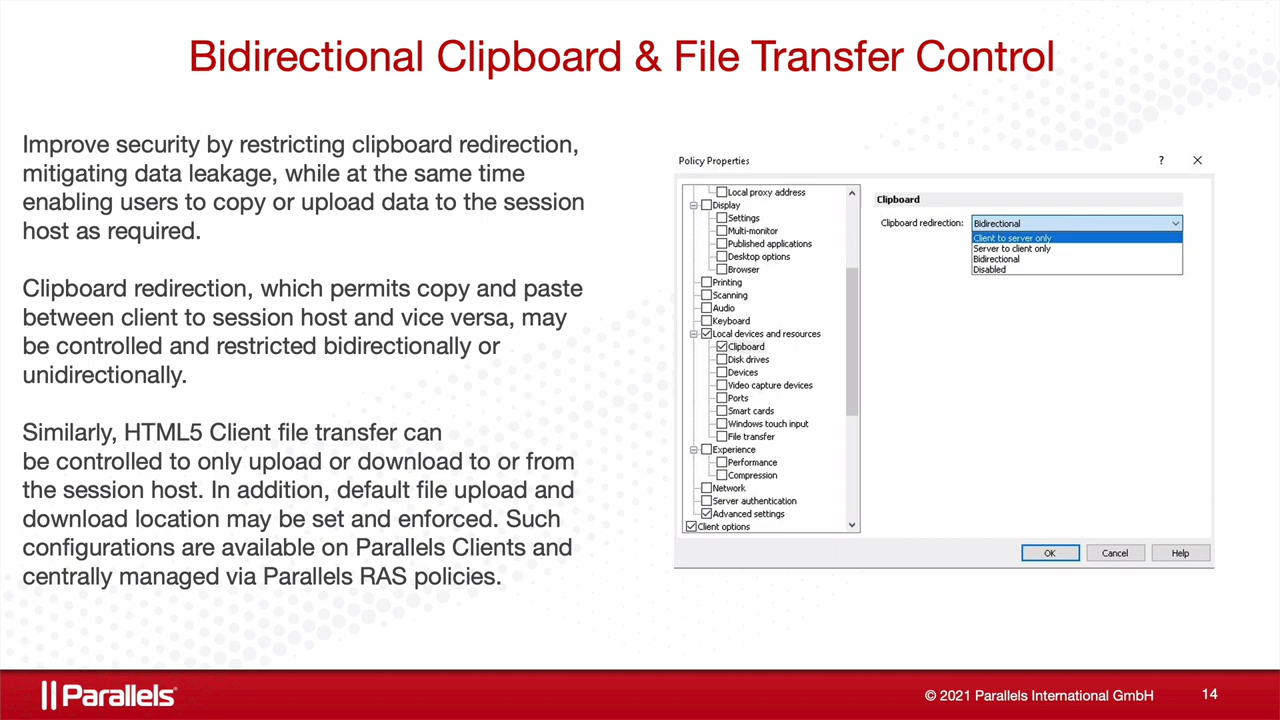 Bidirectional Clipboard & File Transfer Control
Improve security by restricting clipboard redirection,
mitigating data leakage, while at the same time
enabling users to copy or upload data to the session
host as required.
Clipboard redirection, which permits copy and paste
between client to session host and vice versa, may
be controlled and restricted bidirectionally or
unidirectionally.
Similarly, HTML5 Client file transfer can
be controlled to only upload or download to or from
the session host. In addition, default file upload and
download location may be set and enforced. Such
configurations are available on Parallels Clients and
centrally managed via Parallels RAS policies.
Policy Properties
?
Local proxy address
Display
Settings
Multi-monitor
Published applications
Desktop options
Browser
Printing
Scanning
Audio
Keyboard
Local devices and resources
Clipboard
Disk drives
Devices
Video capture devices
Ports
Smart cards
Windows touch input
File transfer
Experience
Performance
Compression
Network
Server authentication
Advanced settings
Client options
Clipboard
Clipboard redirection: Bidirectional
Client to server only
Server to client only
Bidirectional
Disabled
OK Cancel Help
Parallels®
© 2021 Parallels International GmbH 14